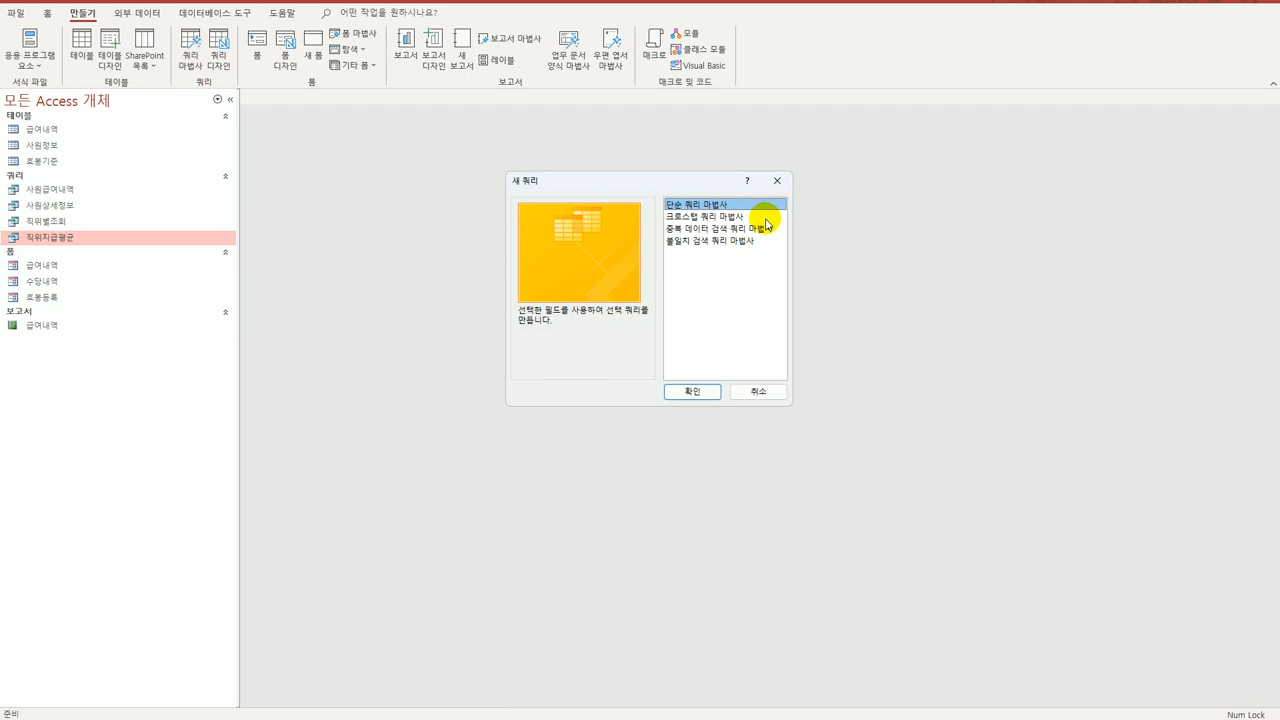 파일 홈 만들기 외부 데이터 데이터베이스 도구 도움말 어떤 작업을 원하시나요?
응용 프로그램 요소
서식 파일
테이블
테이블 디자인
SharePoint 목록
테이블
쿼리 마법사
쿼리 디자인
쿼리
폼
폼 디자인
새 폼
폼 마법사
탐색
기타 폼
폼
보고서
보고서 디자인
새 보고서
보고서 마법사
레이블
업무 문서 양식 마법사
우편 엽서 마법사
보고서
매크로
모듈
클래스 모듈
Visual Basic
매크로 및 코드
모든 Access 개체
테이블
급여내역
사원정보
호봉기준
쿼리
사원급여내역
사원상세정보
직위별조회
직위지급평균
폼
급여내역
수당내역
호봉등록
보고서
급여내역
새 쿼리
?
선택한 필드를 사용하여 선택 쿼리를
만듭니다.
단순 쿼리 마법사
크로스탭 쿼리 마법사
중복 데이터 검색 쿼리 마법사
불일치 검색 쿼리 마법사
확인
취소
준비
Num Lock